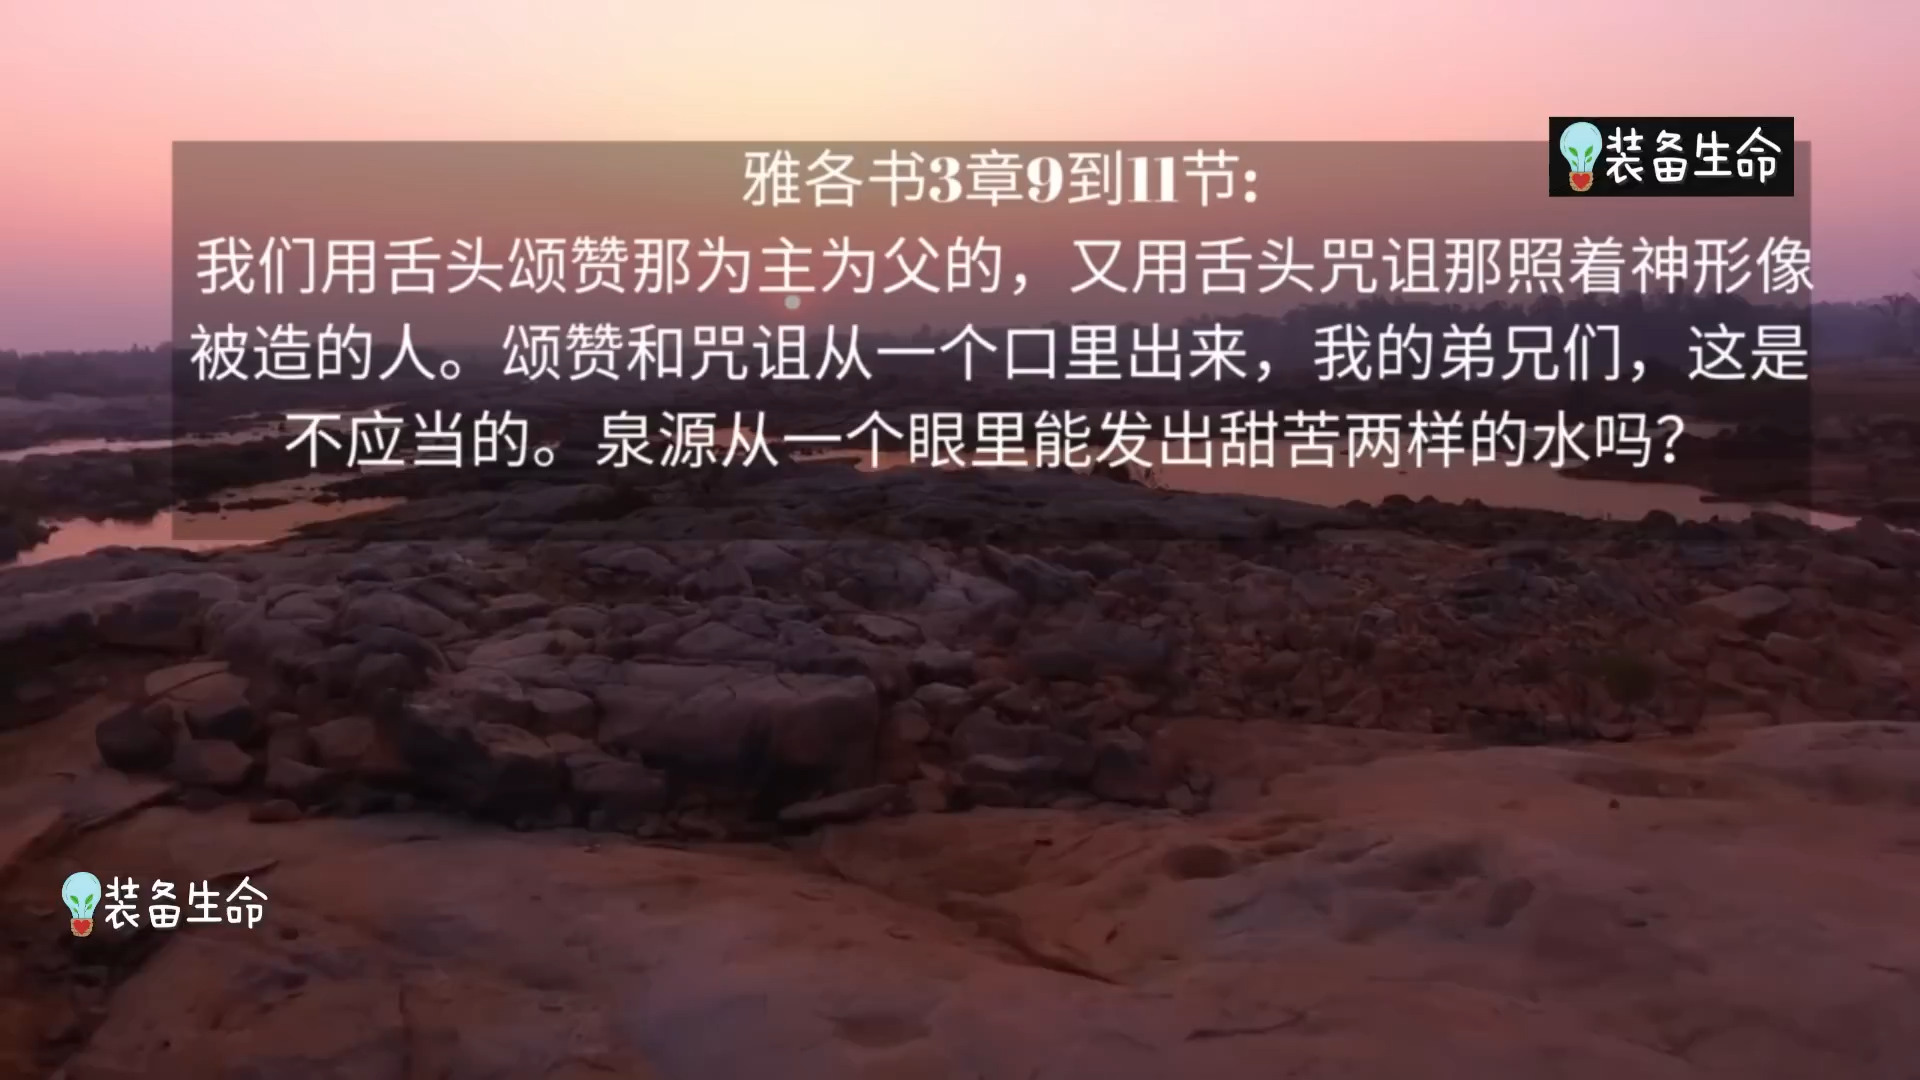 装备生命
雅各书3章9到11节:
我们用舌头颂赞那为主为父的，又用舌头咒诅那照着神形像
被造的人。颂赞和咒诅从一个口里出来，我的弟兄们，这是
不应当的。泉源从一个眼里能发出甜苦两样的水吗？
装备生命